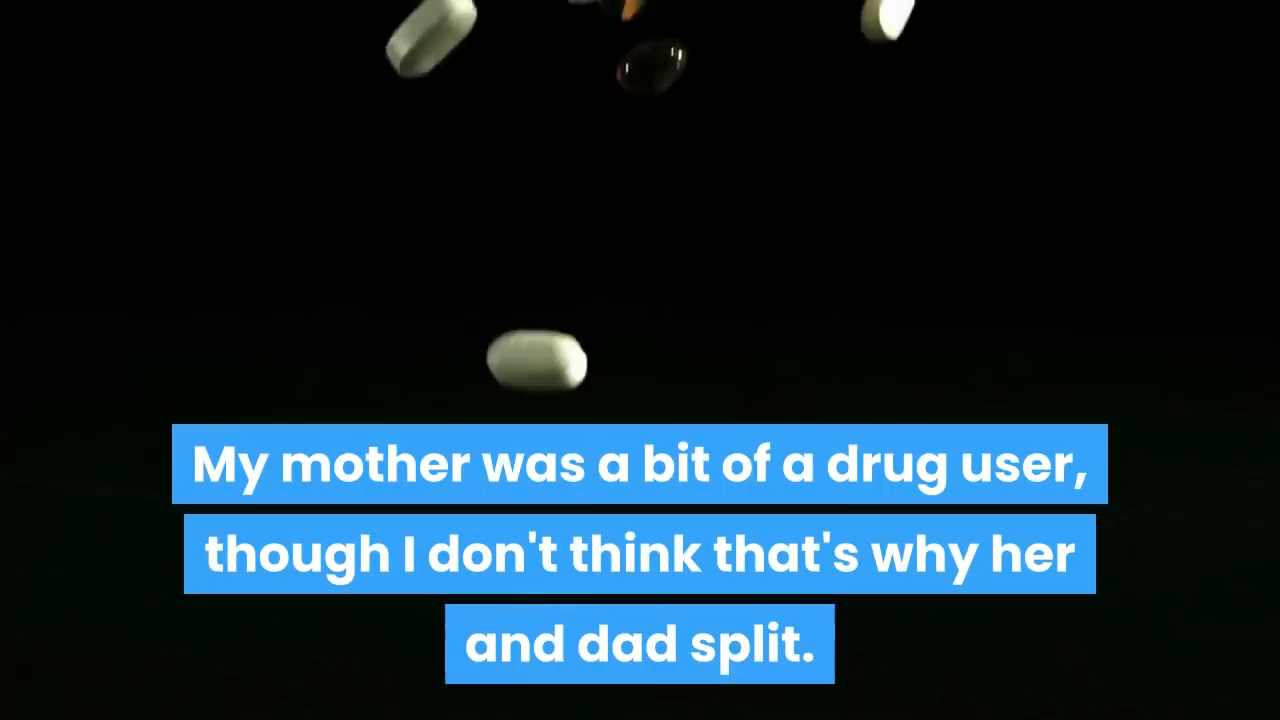 My mother was a bit of a drug user,
though I don't think that's why her
and dad split.